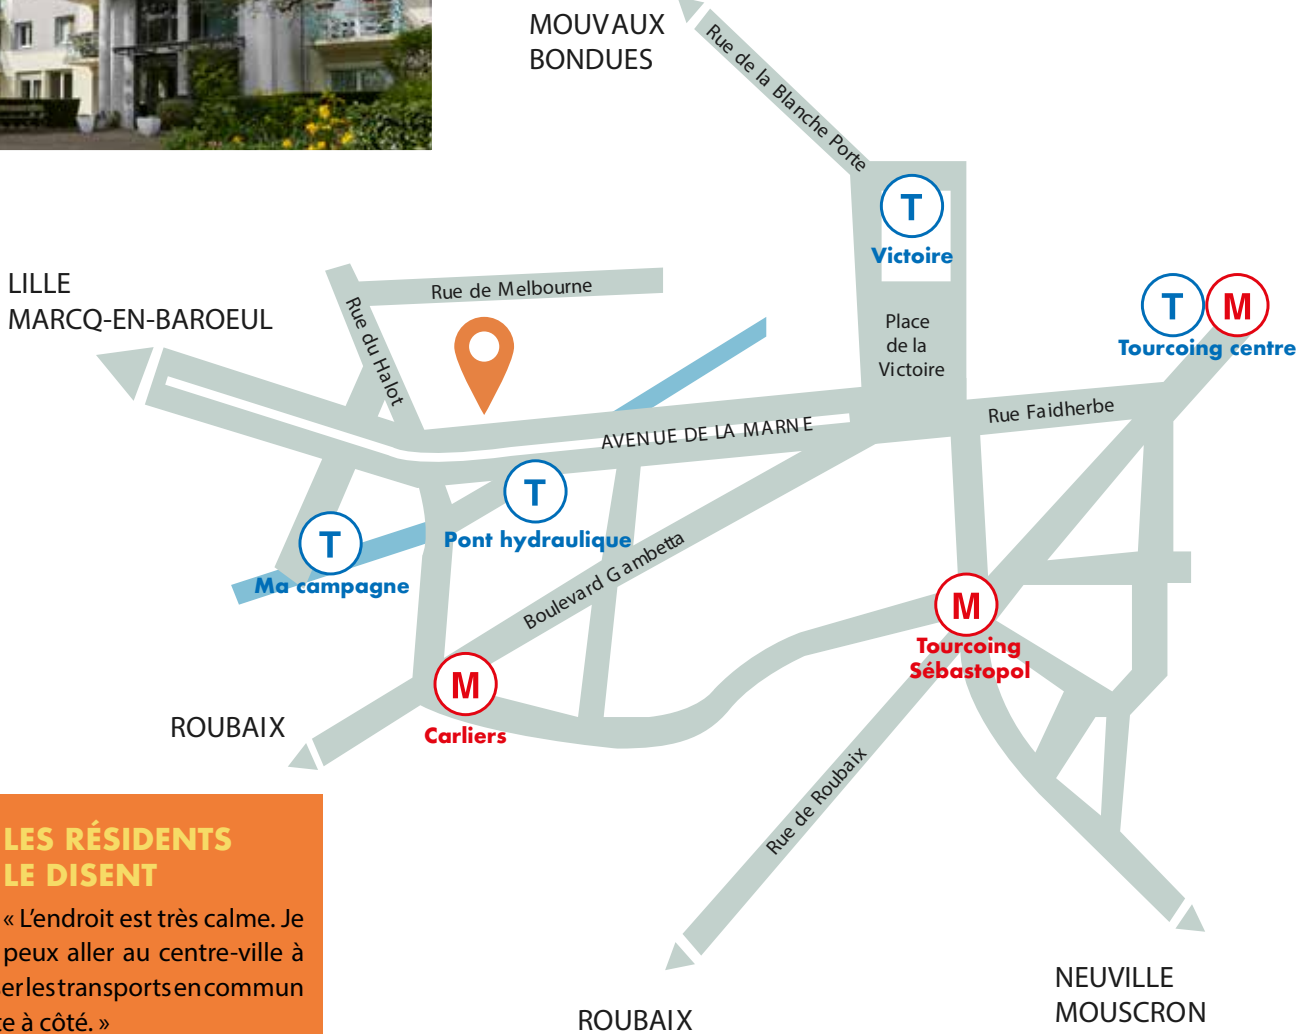 MOUVAUX
BONDUES
Rue de la Blanche Porte
T
Victoire
LILLE
MARCQ-EN-BAROEUL
Rue de Melbourne
Rue du Halot
Place
de la
Victoire
T M
Tourcoing centre
Rue Faidherbe
AVENUE DE LA MARNE
T
Pont hydraulique
T
Ma campagne
Boulevard Gambetta
M
Tourcoing
Sébastopol
M
Carliers
ROUBAIX
Rue de Roubaix
LES RÉSIDENTS
LE DISENT
« L’endroit est très calme. Je
peux aller au centre-ville à
les transports en commun
à côté. »
ROUBAIX
NEUVILLE
MOUSCRON